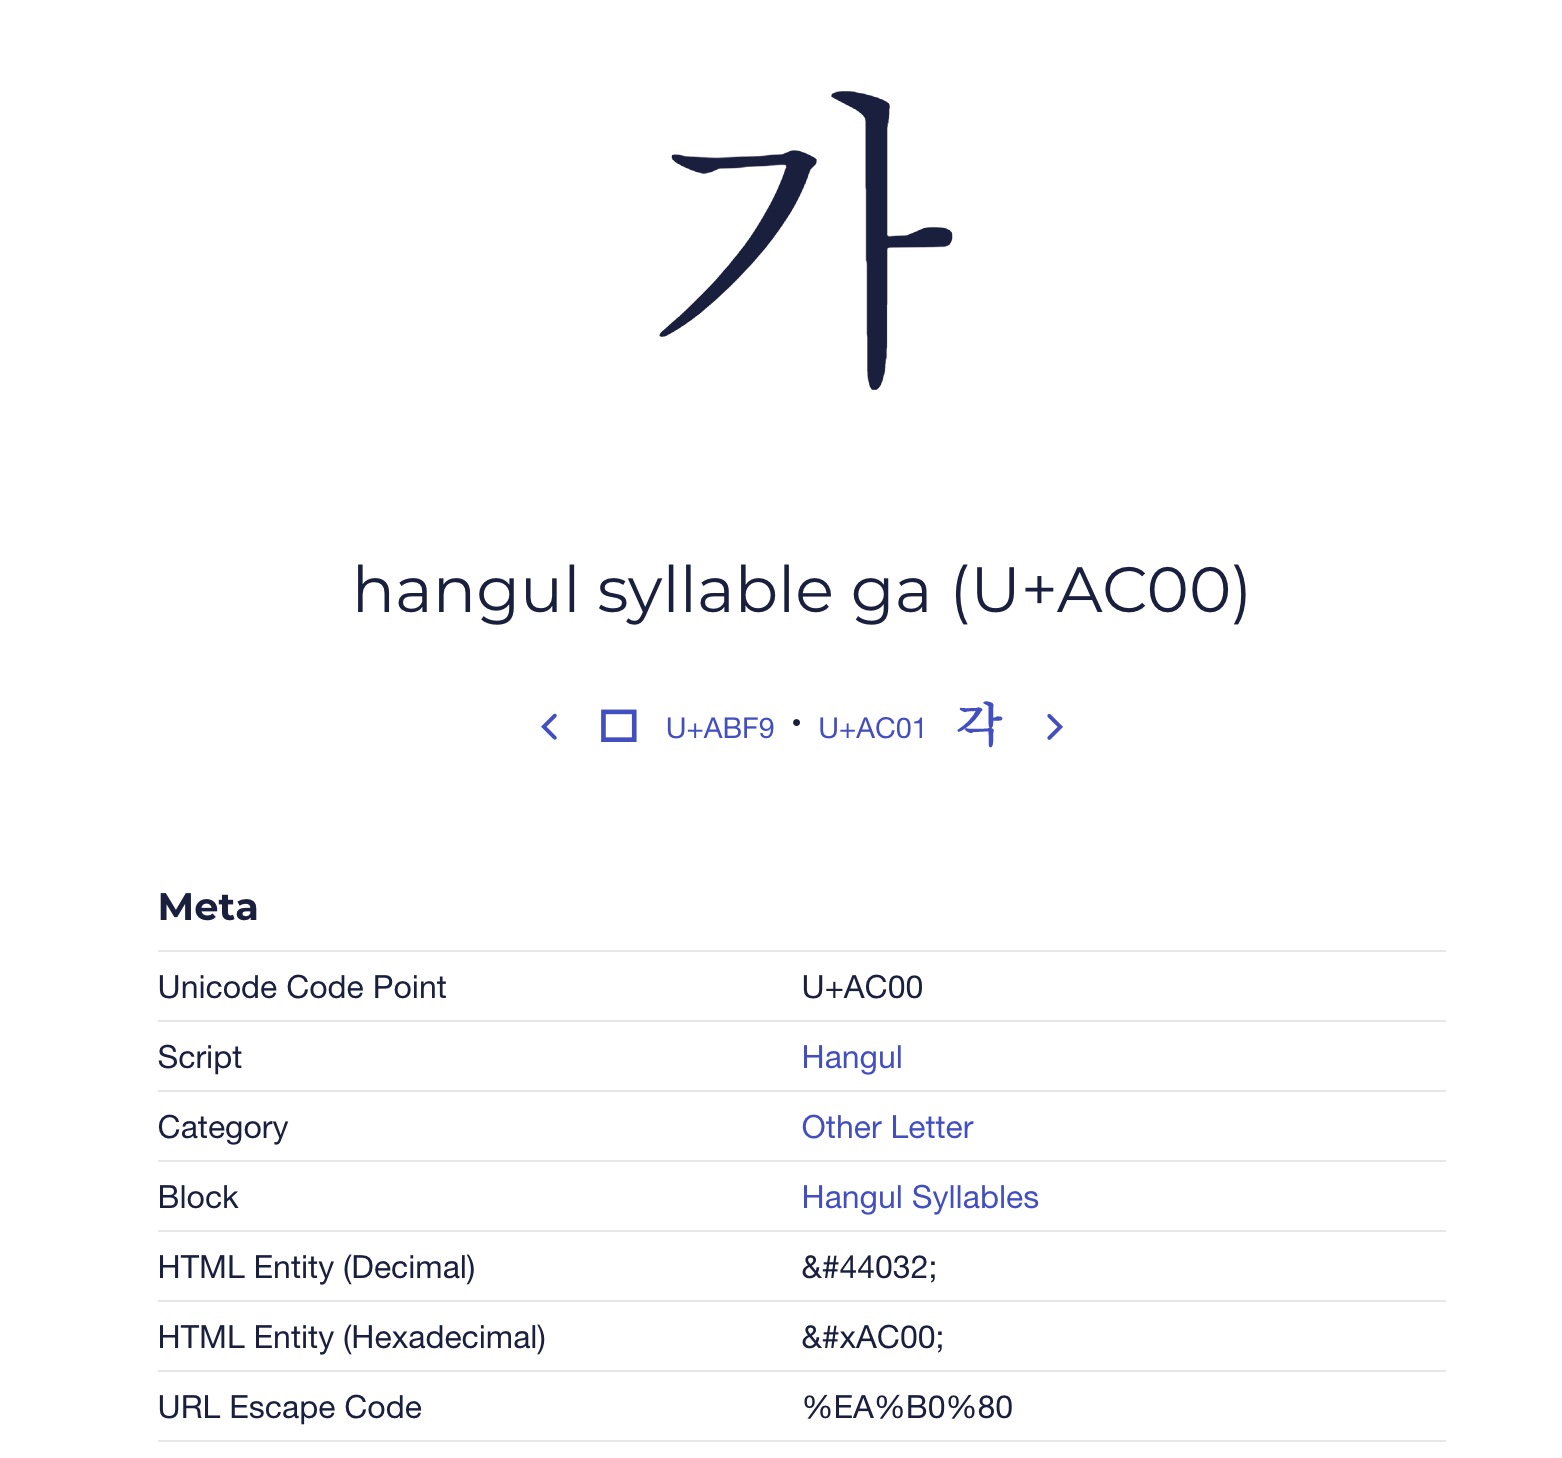 가
hangul syllable ga (U+AC00)
U+ABF9 • U+AC01 각
Meta
Unicode Code Point U+AC00
Script Hangul
Category Other Letter
Block Hangul Syllables
HTML Entity (Decimal) &#44032;
HTML Entity (Hexadecimal) &#xAC00;
URL Escape Code %EA%B0%80